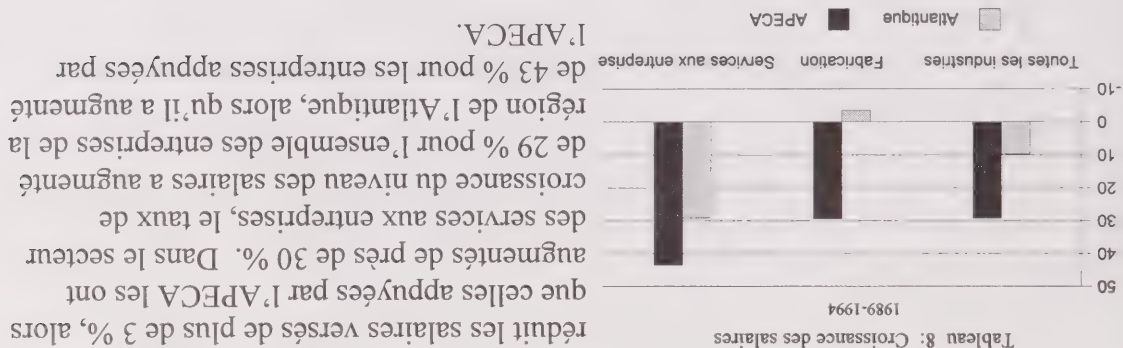 Tableau 8: Croissance des salaires
1989-1994
50
40
30
20
10
0
-10
Toutes les industries Fabrication Services aux entreprise
Atlantique APECA
réduit les salaires versés de plus de 3 %, alors
que celles appuyées par l'APECA les ont
augmentés de près de 30 %. Dans le secteur
des services aux entreprises, le taux de
croissance du niveau des salaires a augmenté
de 29 % pour l'ensemble des entreprises de la
région de l'Atlantique, alors qu'il a augmenté
de 43 % pour les entreprises appuyées par
l'APECA.